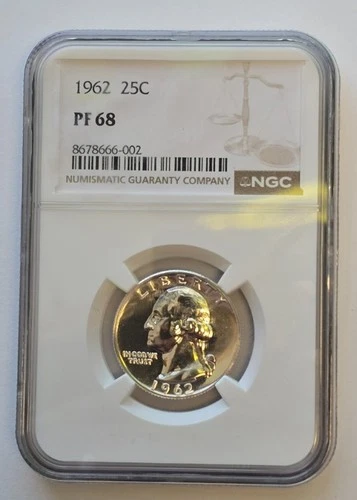 1962 25C
PF 68
8678666-002
NUMISMATIC GUARANTY COMPANY
NGC
LIBERTY
IN GOD WE
TRUST
1962